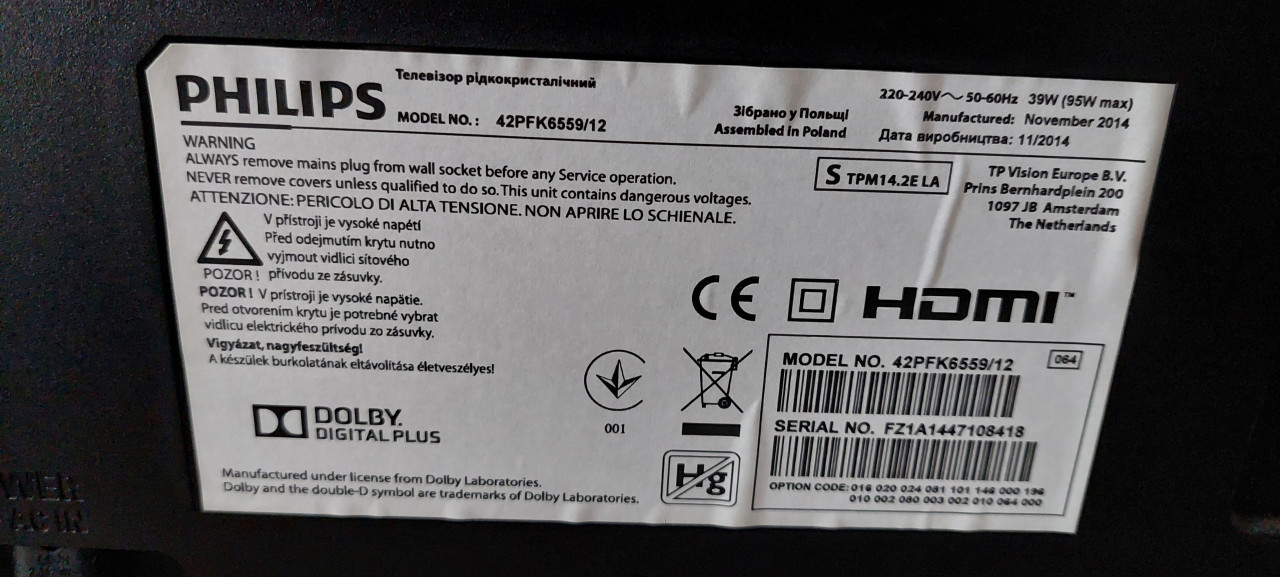 PHILIPS
Телевізор рідкокристалічний
MODEL NO.: 42PFK6559/12
Зібрано у Польщі
Assembled in Poland
220-240V～ 50-60Hz 39W (95W max)
Manufactured: November 2014
Дата виробництва: 11/2014
WARNING
ALWAYS remove mains plug from wall socket before any Service operation.
NEVER remove covers unless qualified to do so. This unit contains dangerous voltages.
ATTENZIONE: PERICOLO DI ALTA TENSIONE. NON APRIRE LO SCHIENALE.
S TPM14.2E LA
TP Vision Europe B.V.
Prins Bernhardplein 200
1097 JB Amsterdam
The Netherlands
V přístroji je vysoké napětí
Před odejmutím krytu nutno
vyjmout vidlici síťového
POZOR! přívodu ze zásuvky.
POZOR! V prístroji je vysoké napätie.
Pred otvorením krytu je potrebné vybrat
vidlicu elektrického prívodu zo zásuvky.
Vigyázat, nagyfeszültség!
A készülek burkolatának eltávolítása életveszélyes!
CE
HDMI™
001
DOLBY.
DIGITAL PLUS
Hg
Manufactured under license from Dolby Laboratories.
Dolby and the double-D symbol are trademarks of Dolby Laboratories.
MODEL NO. 42PFK6559/12
064
SERIAL NO. FZ1A1447108418
OPTION CODE: 016 020 024 081 101 146 000 196
010 002 080 003 002 010 064 000
AC IN